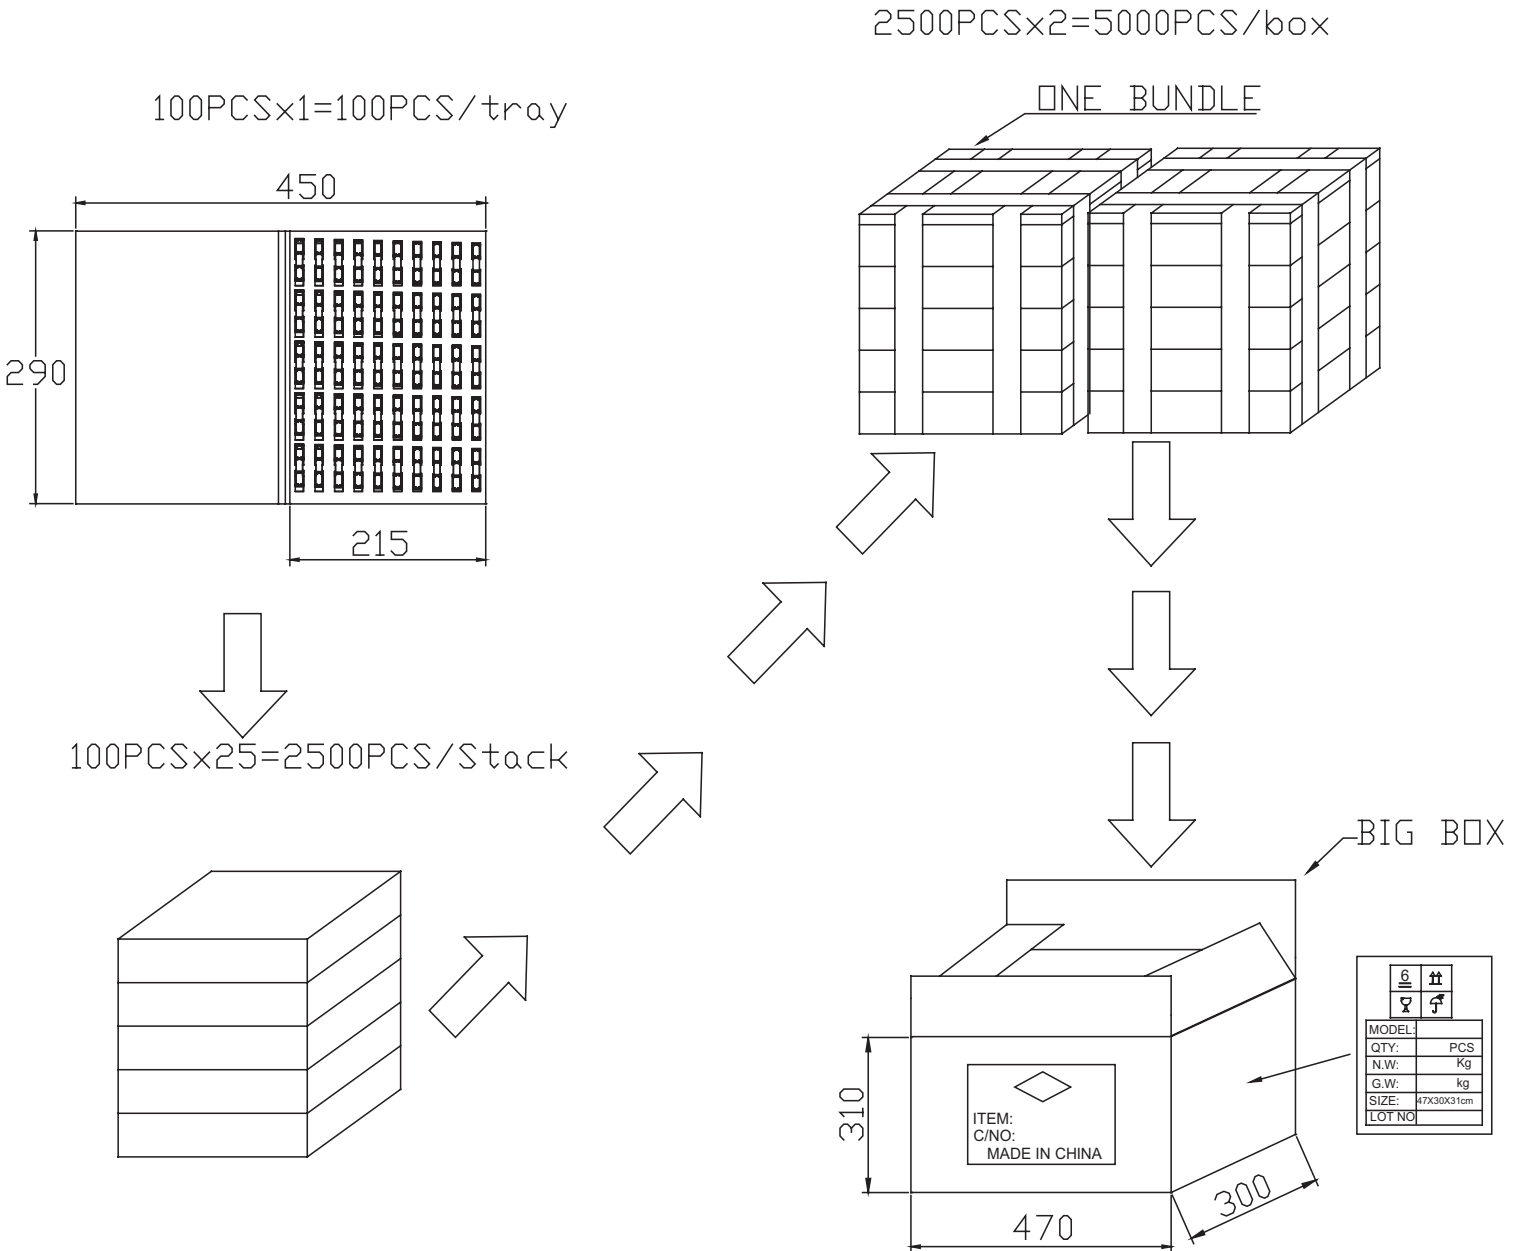 2500PCSx2=5000PCS/box
ONE BUNDLE
100PCSx1=100PCS/tray
450
290
215
100PCSx25=2500PCS/Stack
BIG BOX
6
MODEL:
QTY: PCS
N.W: Kg
G.W: kg
SIZE: 47X30X31cm
LOT NO
310
ITEM:
C/NO:
MADE IN CHINA
300
470